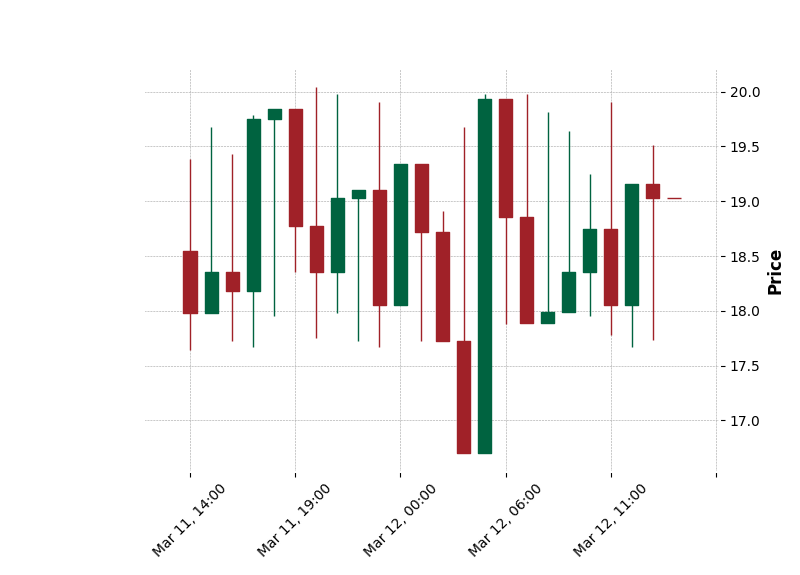 20.0
19.5
19.0
18.5
18.0
17.5
17.0
Price
Mar 11, 14:00
Mar 11, 19:00
Mar 12, 00:00
Mar 12, 06:00
Mar 12, 11:00